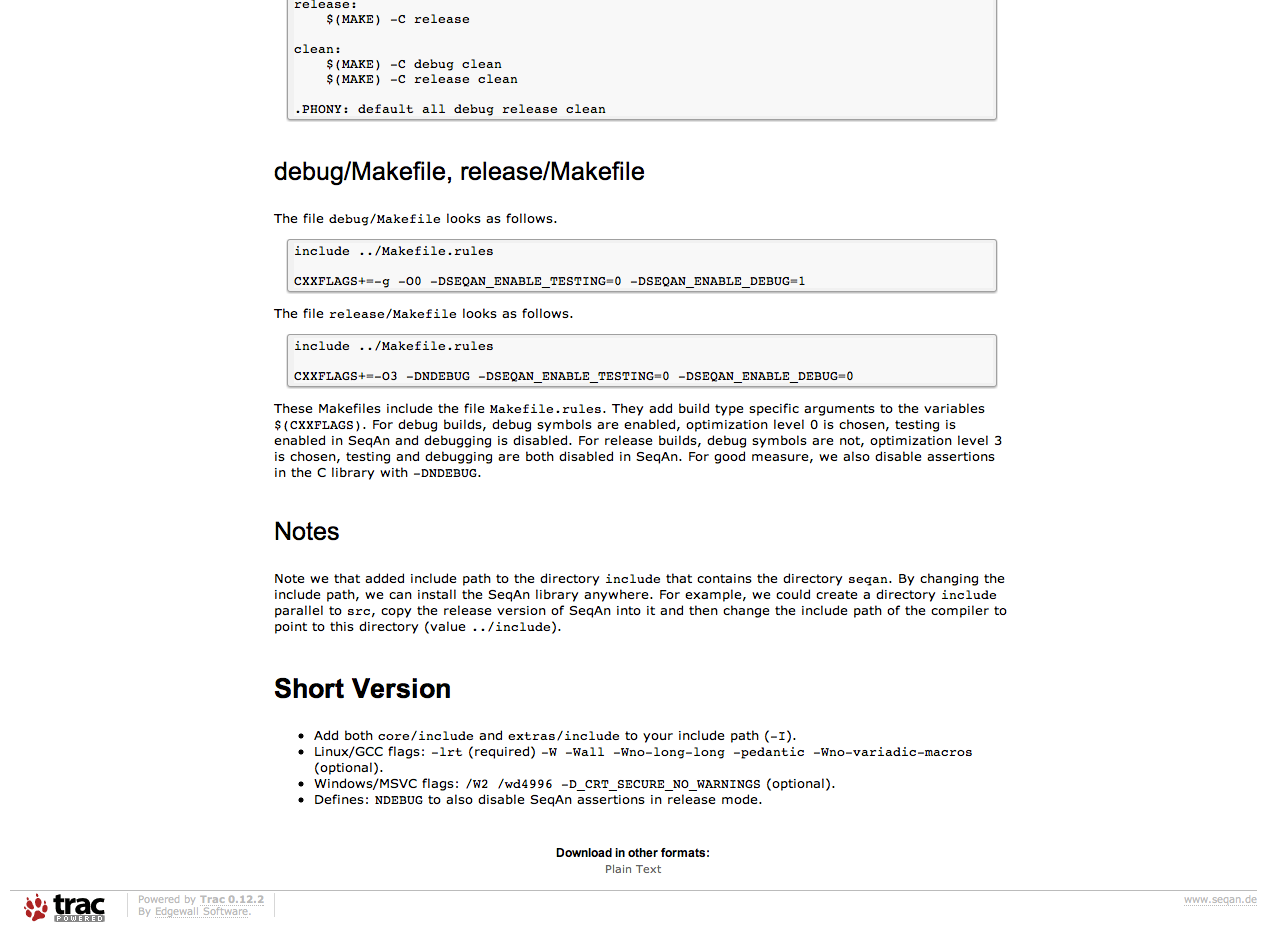 release:
    $(MAKE) -C release

clean:
    $(MAKE) -C debug clean
    $(MAKE) -C release clean

.PHONY: default all debug release clean
debug/Makefile, release/Makefile
The file debug/Makefile looks as follows.
include ../Makefile.rules

CXXFLAGS+=-g -O0 -DSEQAN_ENABLE_TESTING=0 -DSEQAN_ENABLE_DEBUG=1
The file release/Makefile looks as follows.
include ../Makefile.rules

CXXFLAGS+=-O3 -DNDEBUG -DSEQAN_ENABLE_TESTING=0 -DSEQAN_ENABLE_DEBUG=0
These Makefiles include the file Makefile.rules. They add build type specific arguments to the variables
$(CXXFLAGS). For debug builds, debug symbols are enabled, optimization level 0 is chosen, testing is
enabled in SeqAn and debugging is disabled. For release builds, debug symbols are not, optimization level 3
is chosen, testing and debugging are both disabled in SeqAn. For good measure, we also disable assertions
in the C library with -DNDEBUG.
Notes
Note we that added include path to the directory include that contains the directory seqan. By changing the
include path, we can install the SeqAn library anywhere. For example, we could create a directory include
parallel to src, copy the release version of SeqAn into it and then change the include path of the compiler to
point to this directory (value ../include).
Short Version
• Add both core/include and extras/include to your include path (-I).
• Linux/GCC flags: -lrt (required) -W -Wall -Wno-long-long -pedantic -Wno-variadic-macros
(optional).
• Windows/MSVC flags: /W2 /wd4996 -D_CRT_SECURE_NO_WARNINGS (optional).
• Defines: NDEBUG to also disable SeqAn assertions in release mode.
Download in other formats:
Plain Text
trac
POWERED
Powered by Trac 0.12.2
By Edgewall Software.
www.seqan.de